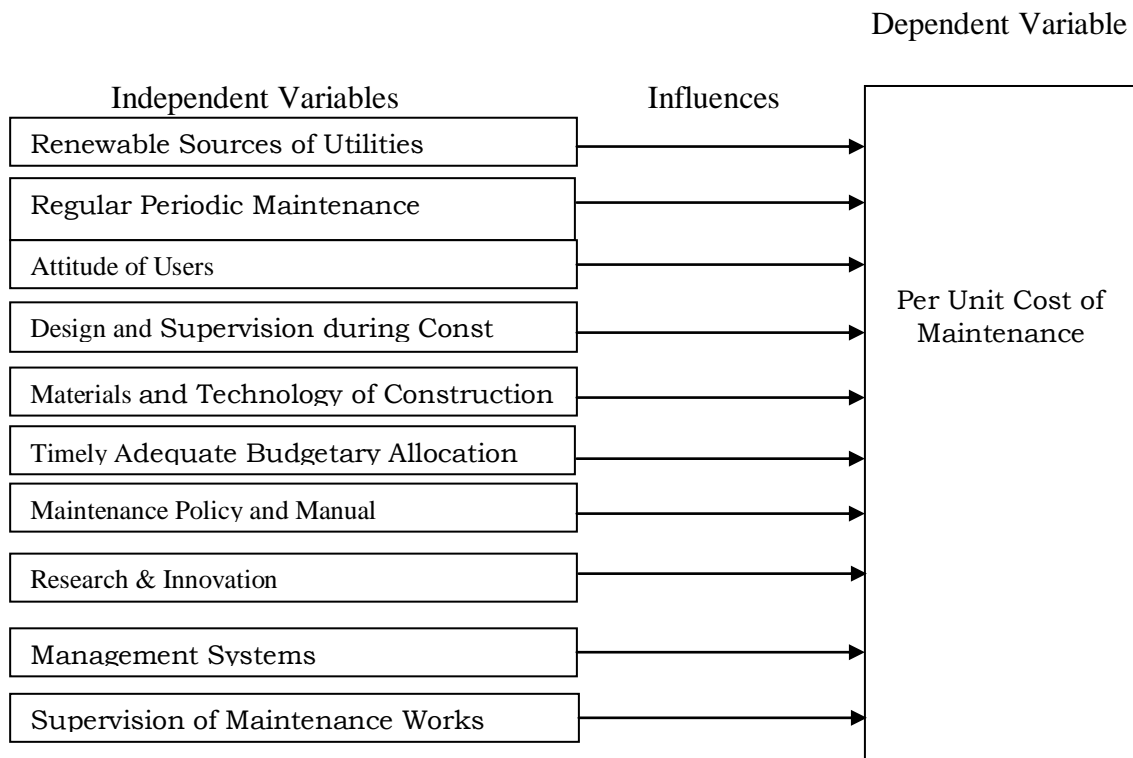 Dependent Variable
Independent Variables
Influences
Renewable Sources of Utilities
Regular Periodic Maintenance
Attitude of Users
Design and Supervision during Const
Materials and Technology of Construction
Timely Adequate Budgetary Allocation
Maintenance Policy and Manual
Research & Innovation
Management Systems
Supervision of Maintenance Works
Per Unit Cost of
Maintenance